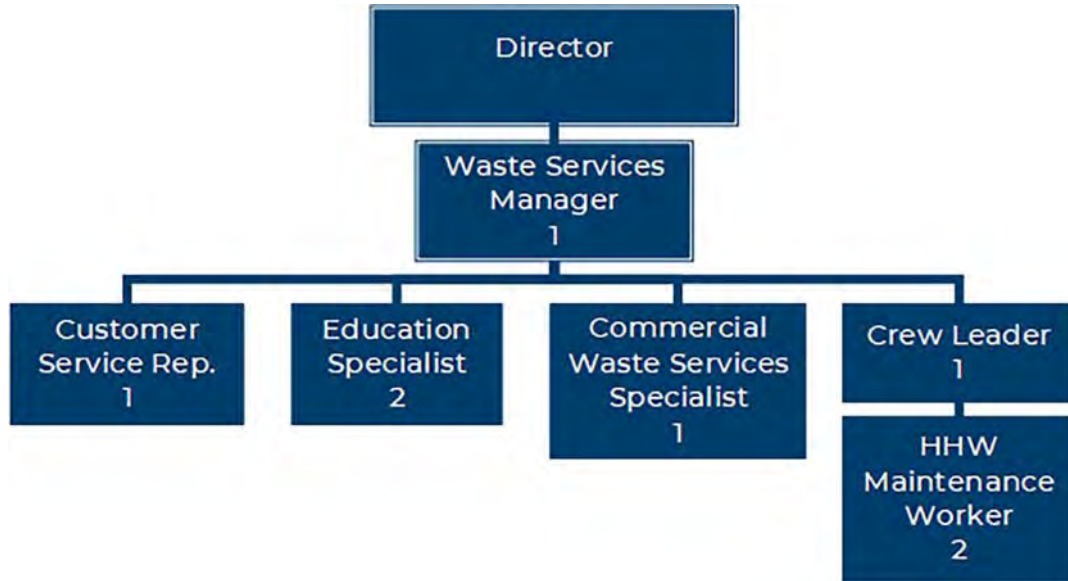 Director
Waste Services
Manager
1
Customer
Service Rep.
1
Education
Specialist
2
Commercial
Waste Services
Specialist
1
Crew Leader
1
HHW
Maintenance
Worker
2